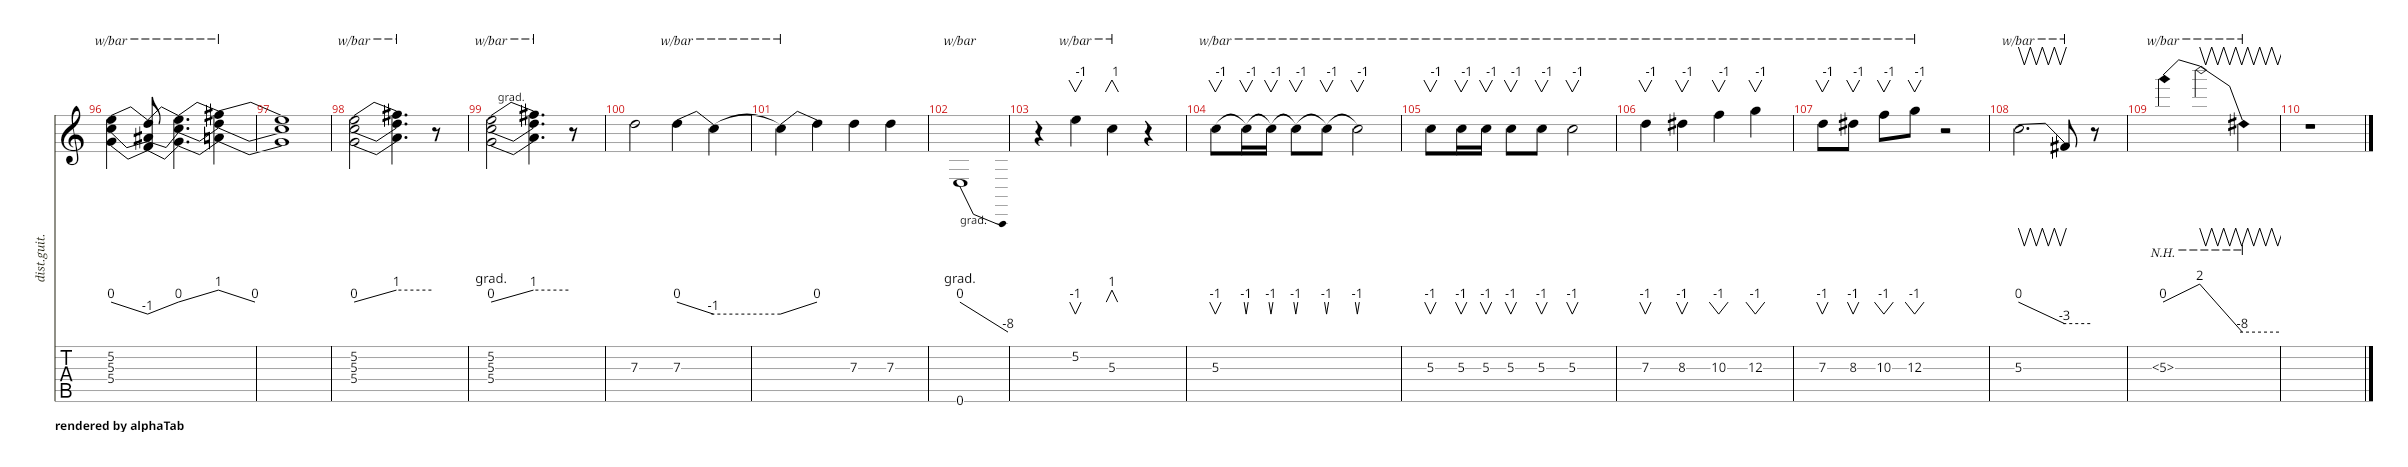 w/bar w/bar w/bar w/bar w/bar w/bar w/bar w/bar w/bar
-1 1 -1 -1 -1 -1 -1 -1 -1 -1 -1 -1 -1 -1 -1 -1 -1 -1 -1 -1 -1 -1
grad.
96 97 98 99 100 101 102 103 104 105 106 107 108 109 110
grad.
dist.guit.
N.H.
grad. grad.
0 -1 0 1 0 0 1 0 1 0 -1 0 0 -8 -1 1 -1 -1 -1 -1 -1 -1 -1 -1 -1 -1 -1 -1 -1 -1 -1 -1 -1 -1 -1 -1 0 -3 0 2 -8
T 5 5 5 5
5 5 5 7 7 7 7 5 5 5 5 5 5 5 5 7 8 10 12 7 8 10 12 5 <5>
A 5 5 5
B
0
rendered by alphaTab